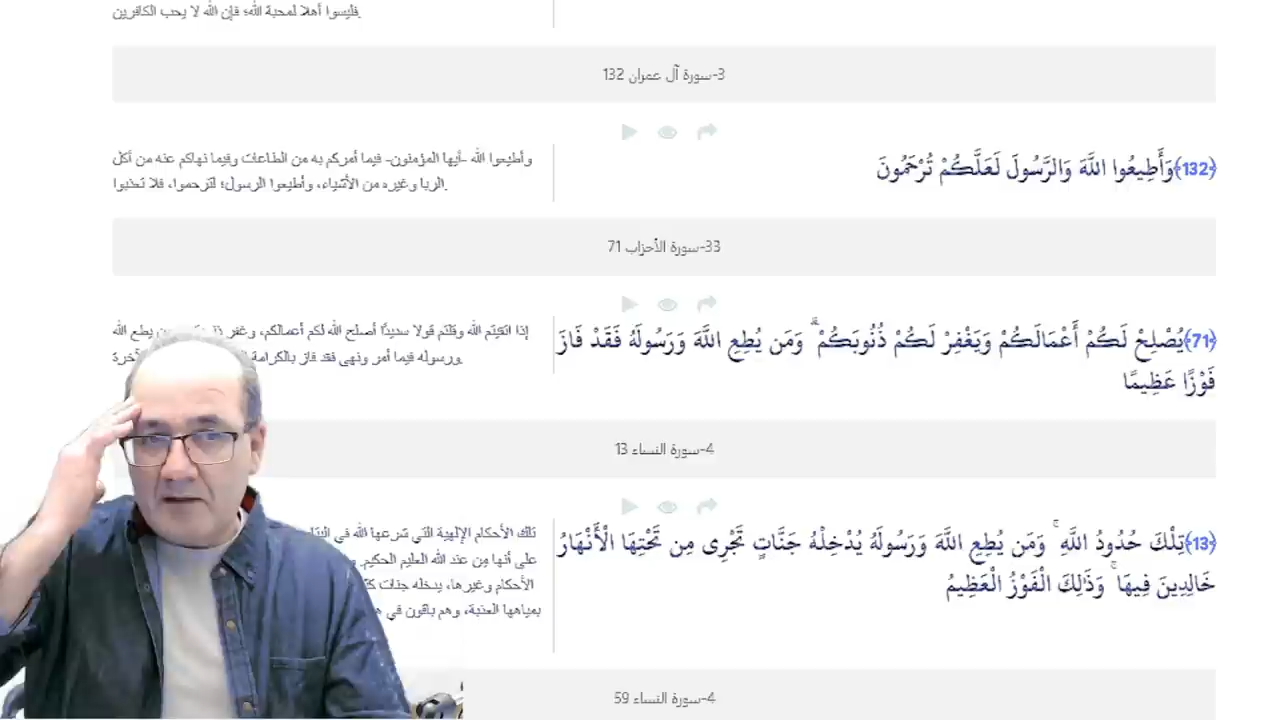 فليسوا أهلا لمحبة الله؛ فإن الله لا يحب الكافرين.
3-سورة آل عمران 132
﴿132﴾وَأَطِيعُوا اللَّهَ وَالرَّسُولَ لَعَلَّكُمْ تُرْحَمُونَ
وأطيعوا الله -أيها المؤمنون- فيما أمركم به من الطاعات وفيما نهاكم عنه من أكل
الربا وغيره من الأشياء، وأطيعوا الرسول؛ لترحموا، فلا تعذبوا.
33-سورة الأحزاب 71
﴿71﴾يُصْلِحْ لَكُمْ أَعْمَالَكُمْ وَيَغْفِرْ لَكُمْ ذُنُوبَكُمْ ۗ وَمَن يُطِعِ اللَّهَ وَرَسُولَهُ فَقَدْ فَازَ
فَوْزًا عَظِيمًا
إذا اتقيتم الله وقلتم قولا سديدًا أصلح الله لكم أعمالكم، وغفر يطع الله
ورسوله فيما أمر ونهى فقد فاز بالكرامة
4-سورة النساء 13
﴿13﴾تِلْكَ حُدُودُ اللَّهِ ۚ وَمَن يُطِعِ اللَّهَ وَرَسُولَهُ يُدْخِلْهُ جَنَّاتٍ تَجْرِى مِن تَحْتِهَا الْأَنْهَارُ
خَالِدِينَ فِيهَا ۚ وَذَٰلِكَ الْفَوْزُ الْعَظِيمُ
تلك الأحكام الإلهية التي شرعها الله في
على أنها مِن عند الله العليم الحكيم.
الأحكام وغيرها، يدخله جنات
بمياهها العذبة، وهم باقون في
4-سورة النساء 59